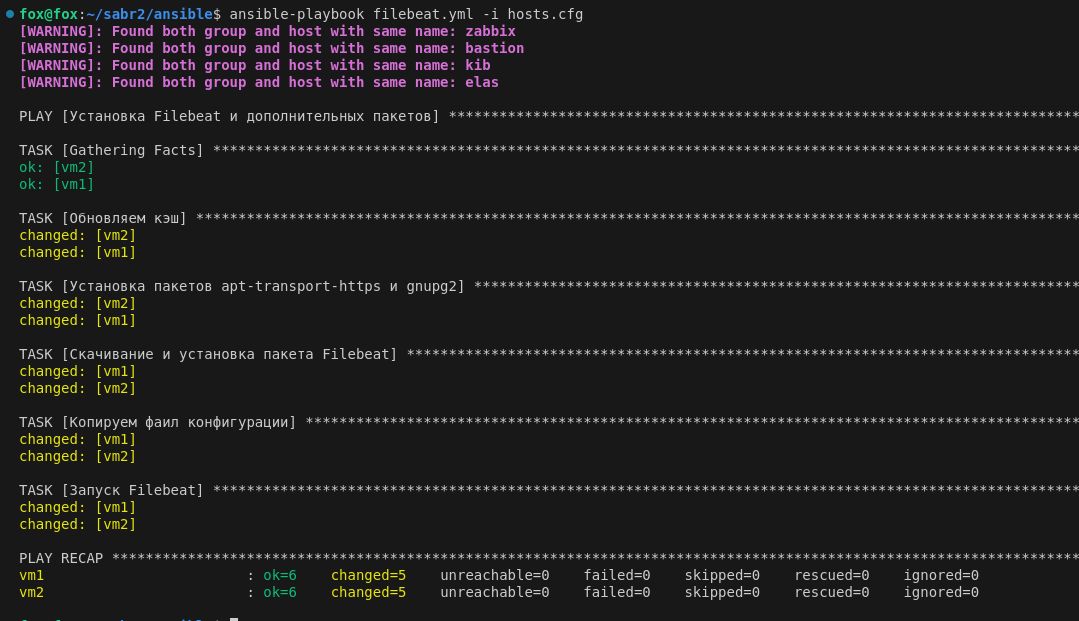 fox@fox:~/sabr2/ansible$ ansible-playbook filebeat.yml -i hosts.cfg
[WARNING]: Found both group and host with same name: zabbix
[WARNING]: Found both group and host with same name: bastion
[WARNING]: Found both group and host with same name: kib
[WARNING]: Found both group and host with same name: elas
PLAY [Установка Filebeat и дополнительных пакетов] ***************************************************************************
TASK [Gathering Facts] *******************************************************************************************************
ok: [vm2]
ok: [vm1]
TASK [Обновляем кэш] *********************************************************************************************************
changed: [vm2]
changed: [vm1]
TASK [Установка пакетов apt-transport-https и gnupg2] ************************************************************************
changed: [vm2]
changed: [vm1]
TASK [Скачивание и установка пакета Filebeat] ********************************************************************************
changed: [vm1]
changed: [vm2]
TASK [Копируем фаил конфигурации] ********************************************************************************************
changed: [vm1]
changed: [vm2]
TASK [Запуск Filebeat] *******************************************************************************************************
changed: [vm1]
changed: [vm2]
PLAY RECAP *******************************************************************************************************************
vm1 : ok=6 changed=5 unreachable=0 failed=0 skipped=0 rescued=0 ignored=0
vm2 : ok=6 changed=5 unreachable=0 failed=0 skipped=0 rescued=0 ignored=0